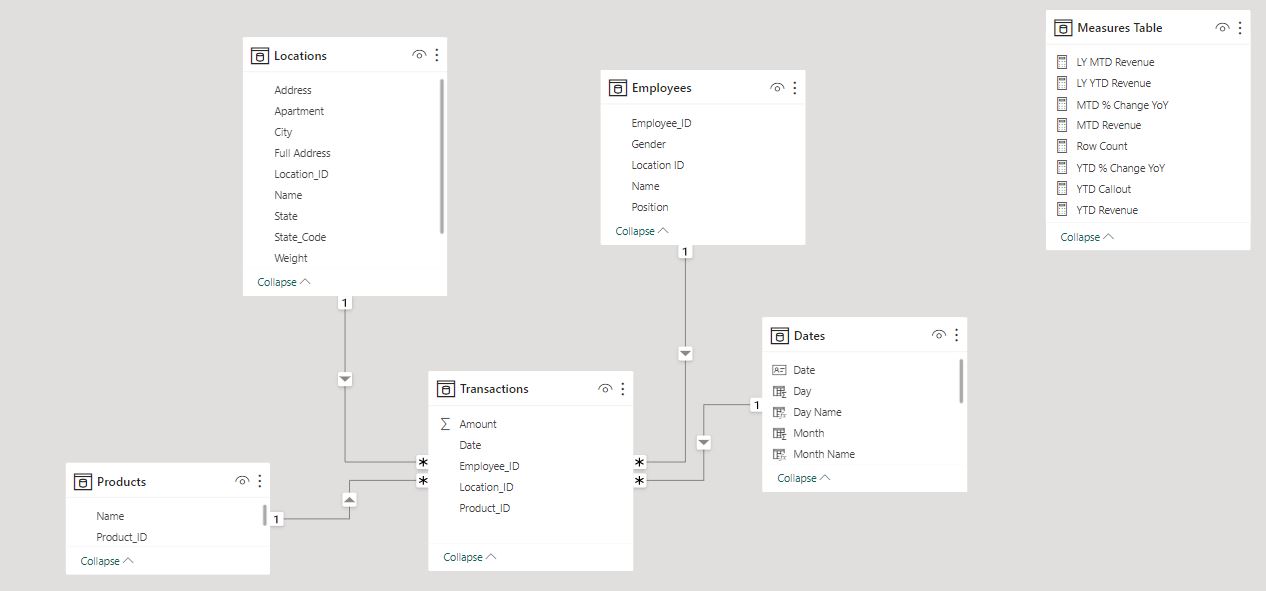 Locations
Address
Apartment
City
Full Address
Location_ID
Name
State
State_Code
Weight
Collapse
1
Employees
Employee_ID
Gender
Location ID
Name
Position
Collapse
1
Measures Table
LY MTD Revenue
LY YTD Revenue
MTD % Change YoY
MTD Revenue
Row Count
YTD % Change YoY
YTD Callout
YTD Revenue
Collapse
Dates
Date
Day
Day Name
Month
Month Name
Collapse
1
Transactions
Σ Amount
Date
Employee_ID
Location_ID
Product_ID
Collapse
*
*
*
*
Products
Name
Product_ID
Collapse
1